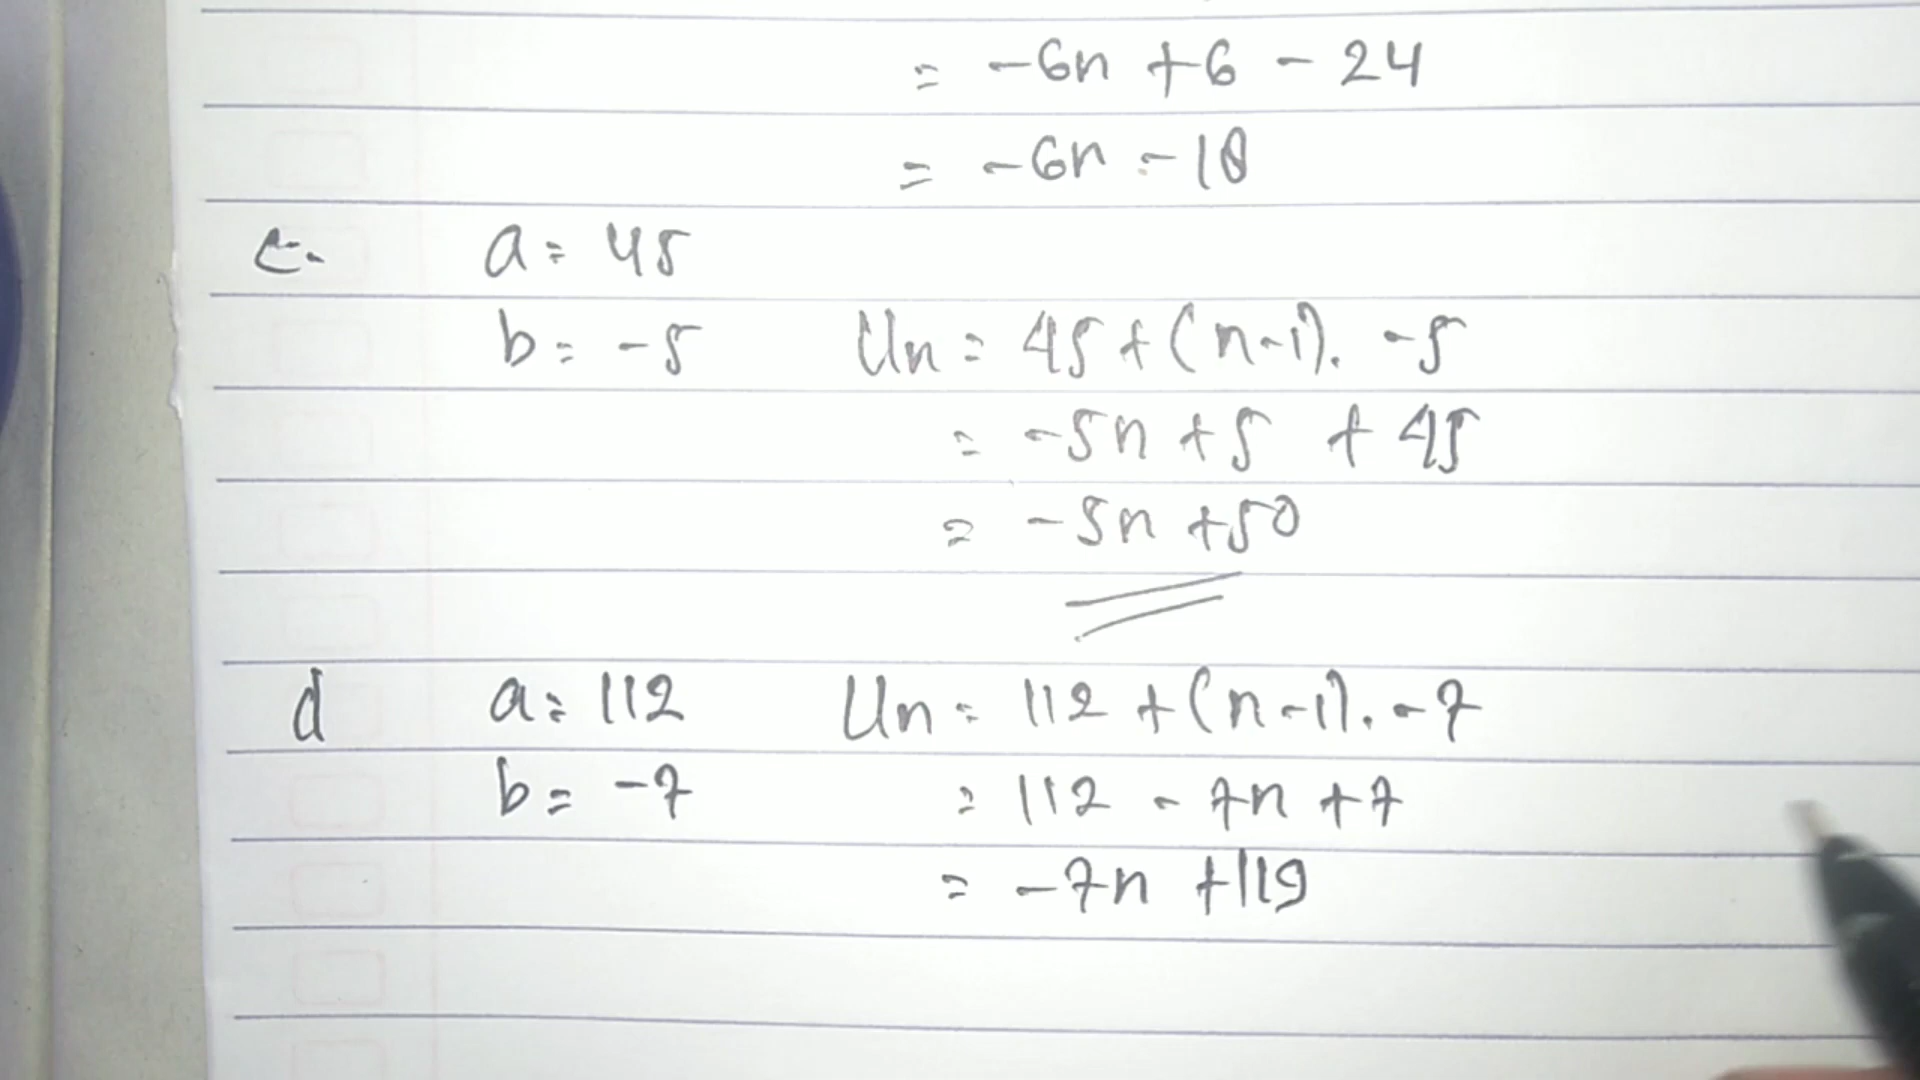 = -6n +6 - 24
= -6n - 18
c. a = 45
b = -5 Un = 45 + (n-1). -5
= -5n +5 + 45
= -5n +50
d a = 112 Un = 112 + (n-1). -7
b = -7 = 112 - 7n +7
= -7n +119